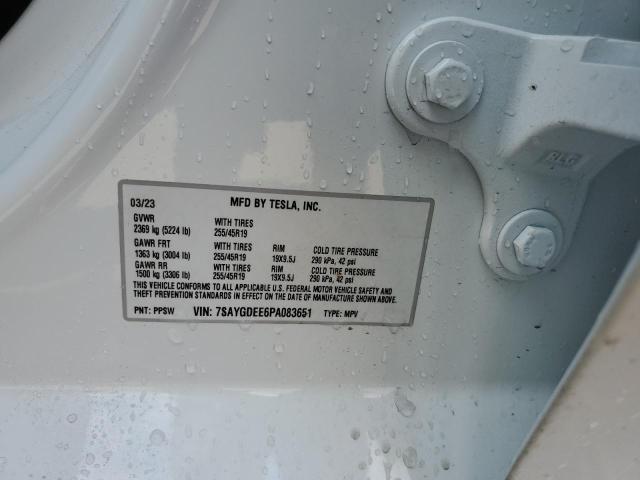 03/23 MFD BY TESLA, INC.
GVWR WITH TIRES
2369 kg (5224 lb) 255/45R19
GAWR FRT WITH TIRES RIM COLD TIRE PRESSURE
1363 kg (3004 lb) 255/45R19 19X9.5J 290 kPa, 42 psi
GAWR RR WITH TIRES RIM COLD TIRE PRESSURE
1500 kg (3306 lb) 255/45R19 19X9.5J 290 kPa, 42 psi
THIS VEHICLE CONFORMS TO ALL APPLICABLE U.S. FEDERAL MOTOR VEHICLE SAFETY AND
THEFT PREVENTION STANDARDS IN EFFECT ON THE DATE OF MANUFACTURE SHOWN ABOVE.
PNT: PPSW VIN: 7SAYGDEE6PA083651 TYPE: MPV